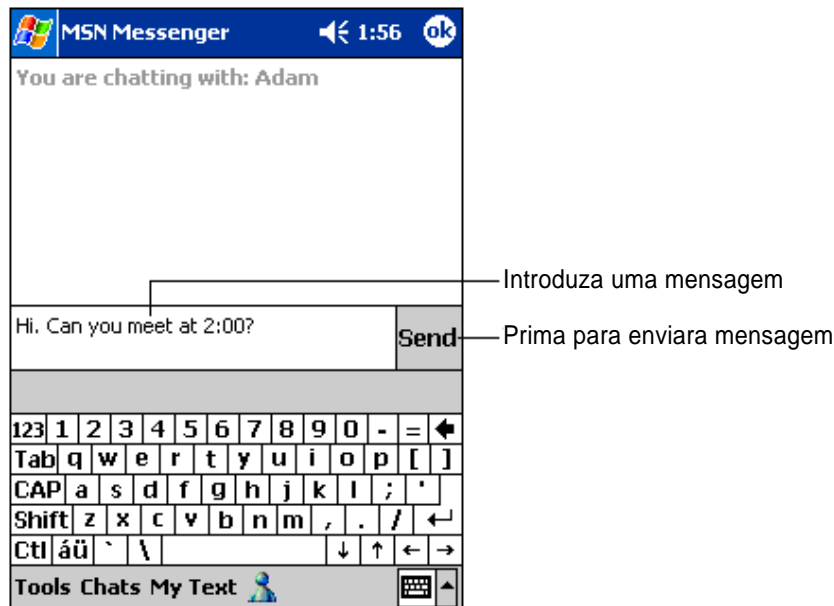 MSN Messenger 1:56 ok
You are chatting with: Adam
Introduza uma mensagem
Hi. Can you meet at 2:00?
Send
Prima para enviara mensagem
123 1 2 3 4 5 6 7 8 9 0 - = 🡄
Tab q w e r t y u i o p [ ]
CAP a s d f g h j k l ; '
Shift z x c v b n m , . / ↵
Ctl áü ` \ ↓ ↑ ← →
Tools Chats My Text